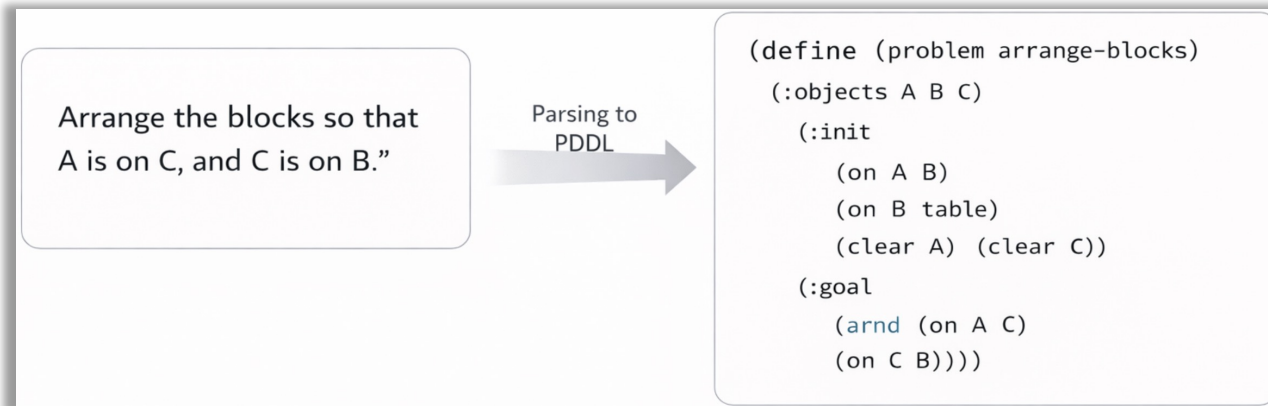 Arrange the blocks so that
A is on C, and C is on B.”
Parsing to
PDDL
(define (problem arrange–blocks)
(:objects A B C)
(:init
(on A B)
(on B table)
(clear A) (clear C))
(:goal
(arnd (on A C)
(on C B))))